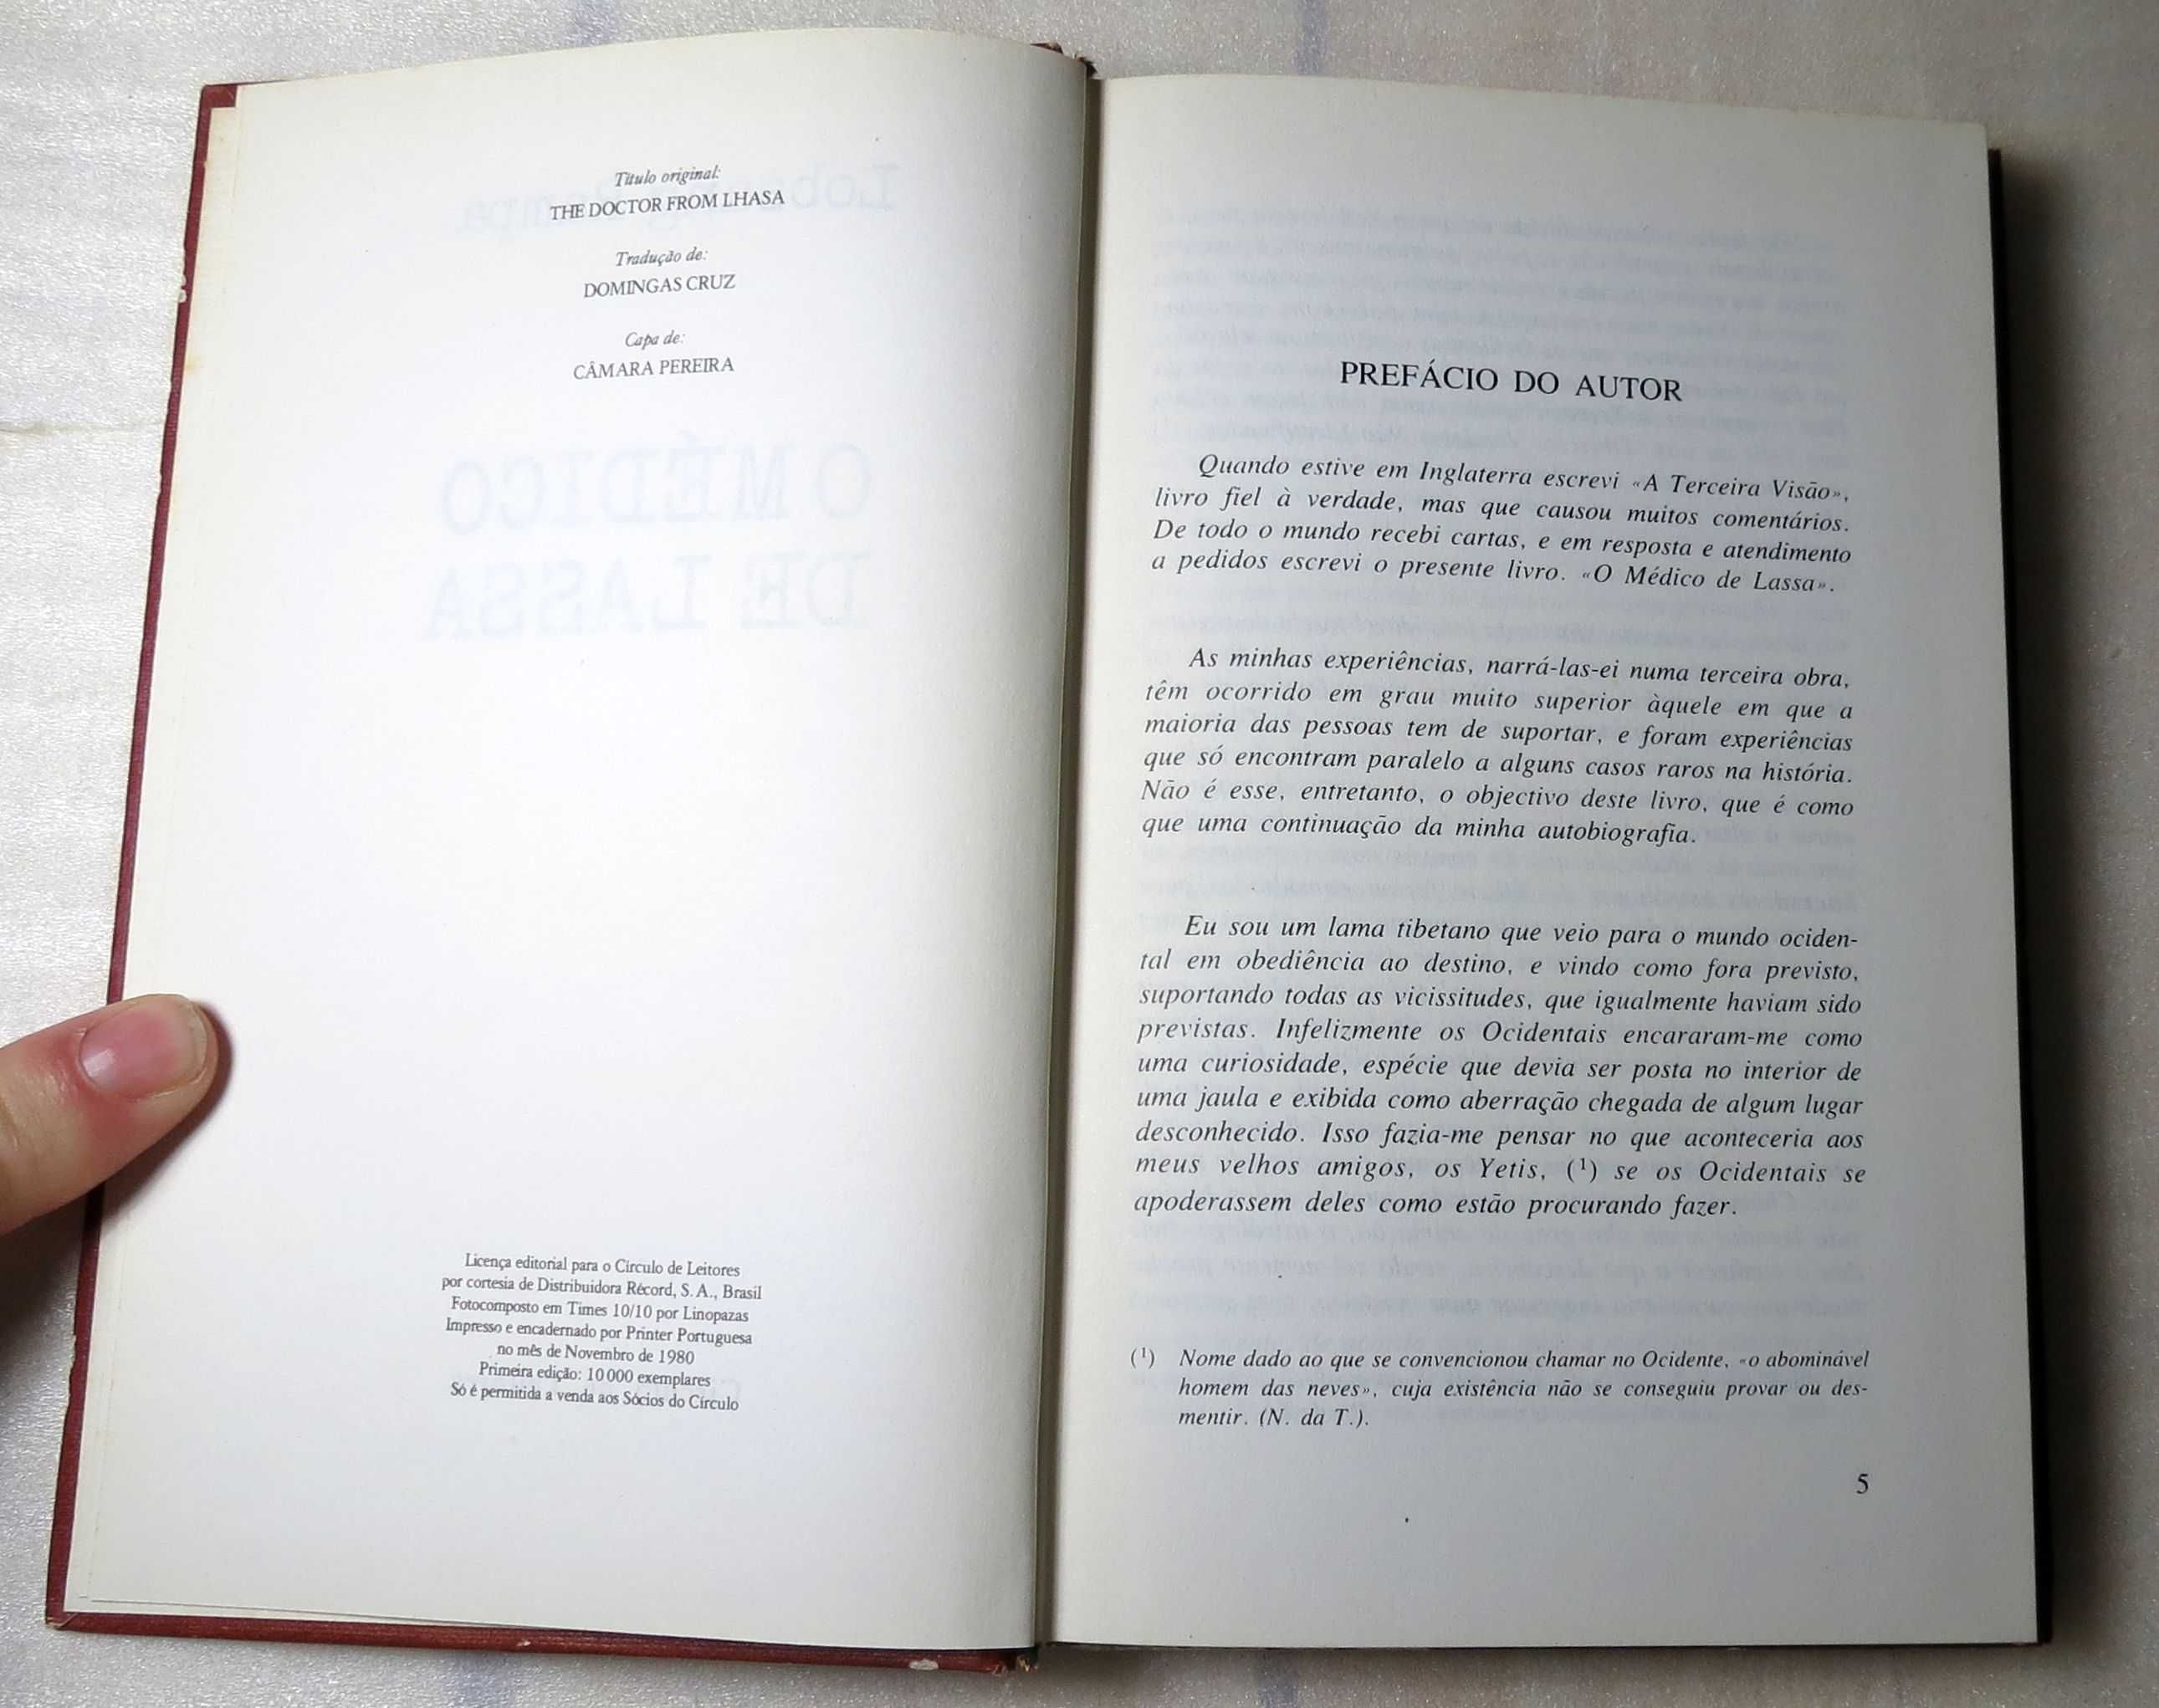 Título original:
THE DOCTOR FROM LHASA
Tradução de:
DOMINGAS CRUZ
Capa de:
CÂMARA PEREIRA
O MÉDICO
DE LASSA
Licença editorial para o Círculo de Leitores
por cortesia de Distribuidora Récord, S. A., Brasil
Fotocomposto em Times 10/10 por Linopazas
Impresso e encadernado por Printer Portuguesa
no mês de Novembro de 1980
Primeira edição: 10 000 exemplares
Só é permitida a venda aos Sócios do Círculo
PREFÁCIO DO AUTOR
Quando estive em Inglaterra escrevi «A Terceira Visão»,
livro fiel à verdade, mas que causou muitos comentários.
De todo o mundo recebi cartas, e em resposta e atendimento
a pedidos escrevi o presente livro. «O Médico de Lassa».
As minhas experiências, narrá-las-ei numa terceira obra,
têm ocorrido em grau muito superior àquele em que a
maioria das pessoas tem de suportar, e foram experiências
que só encontram paralelo a alguns casos raros na história.
Não é esse, entretanto, o objectivo deste livro, que é como
que uma continuação da minha autobiografia.
Eu sou um lama tibetano que veio para o mundo ociden-
tal em obediência ao destino, e vindo como fora previsto,
suportando todas as vicissitudes, que igualmente haviam sido
previstas. Infelizmente os Ocidentais encararam-me como
uma curiosidade, espécie que devia ser posta no interior de
uma jaula e exibida como aberração chegada de algum lugar
desconhecido. Isso fazia-me pensar no que aconteceria aos
meus velhos amigos, os Yetis, (¹) se os Ocidentais se
apoderassem deles como estão procurando fazer.
(¹) Nome dado ao que se convencionou chamar no Ocidente, «o abominável
homem das neves», cuja existência não se conseguiu provar ou des-
mentir. (N. da T.).
5